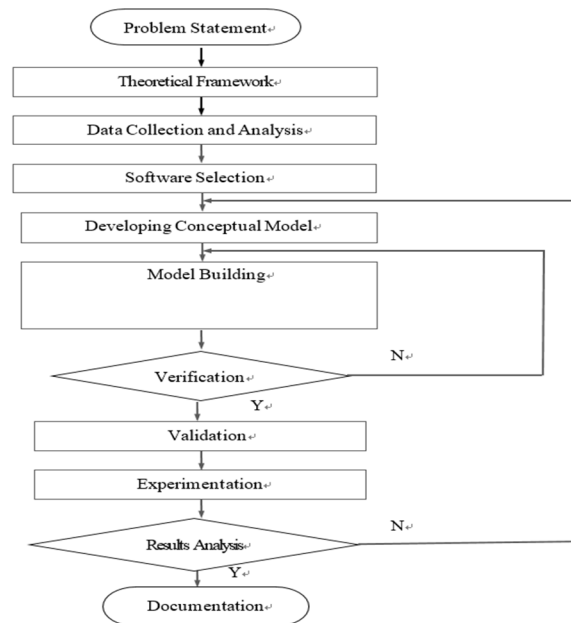 Problem Statement↵
Theoretical Framework↵
Data Collection and Analysis↵
Software Selection↵
Developing Conceptual Model↵
Model Building↵
N↵
Verification↵
Y↵
Validation↵
Experimentation↵
N↵
Results Analysis↵
Y↵
Documentation↵